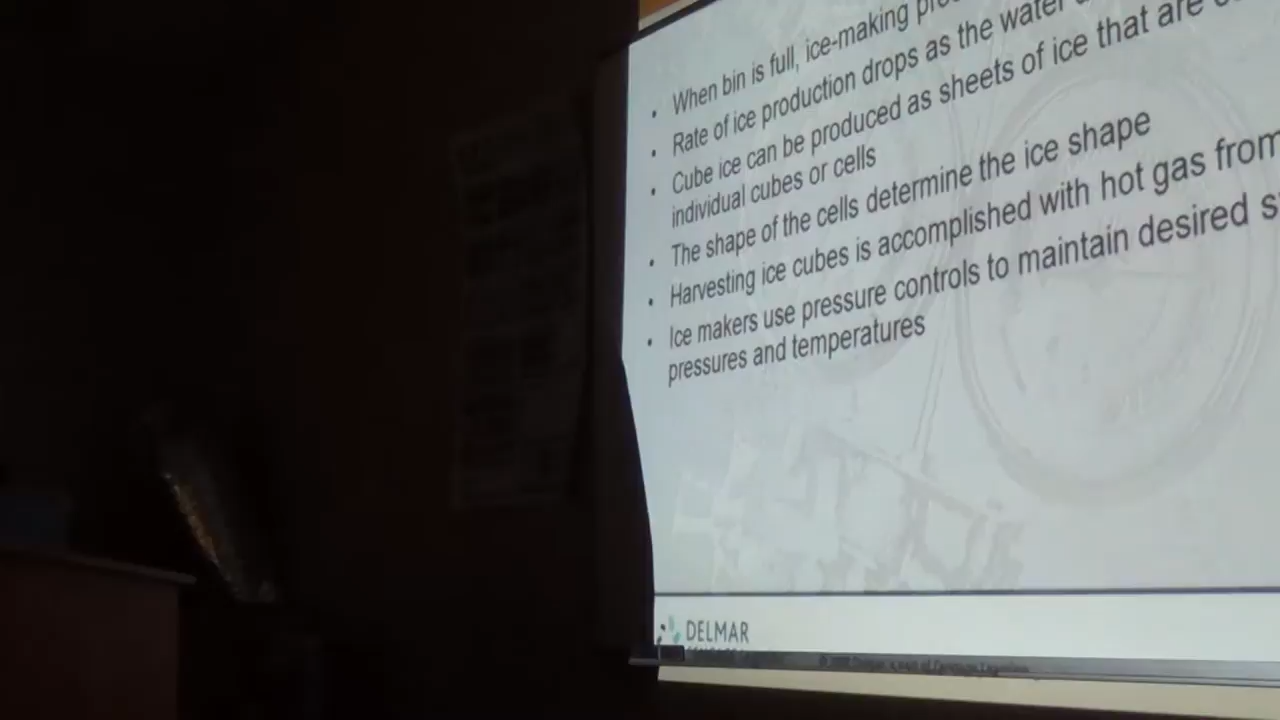 • When bin is full, ice-making
• Rate of ice production drops as the water
• Cube ice can be produced as sheets of ice that are
individual cubes or cells
• The shape of the cells determine the ice shape
• Harvesting ice cubes is accomplished with hot gas from
• Ice makers use pressure controls to maintain desired
pressures and temperatures
DELMAR